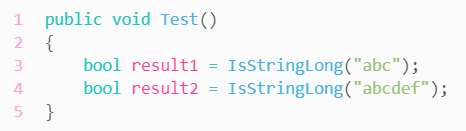 1 public void Test()
2 {
3     bool result1 = IsStringLong("abc");
4     bool result2 = IsStringLong("abcdef");
5 }